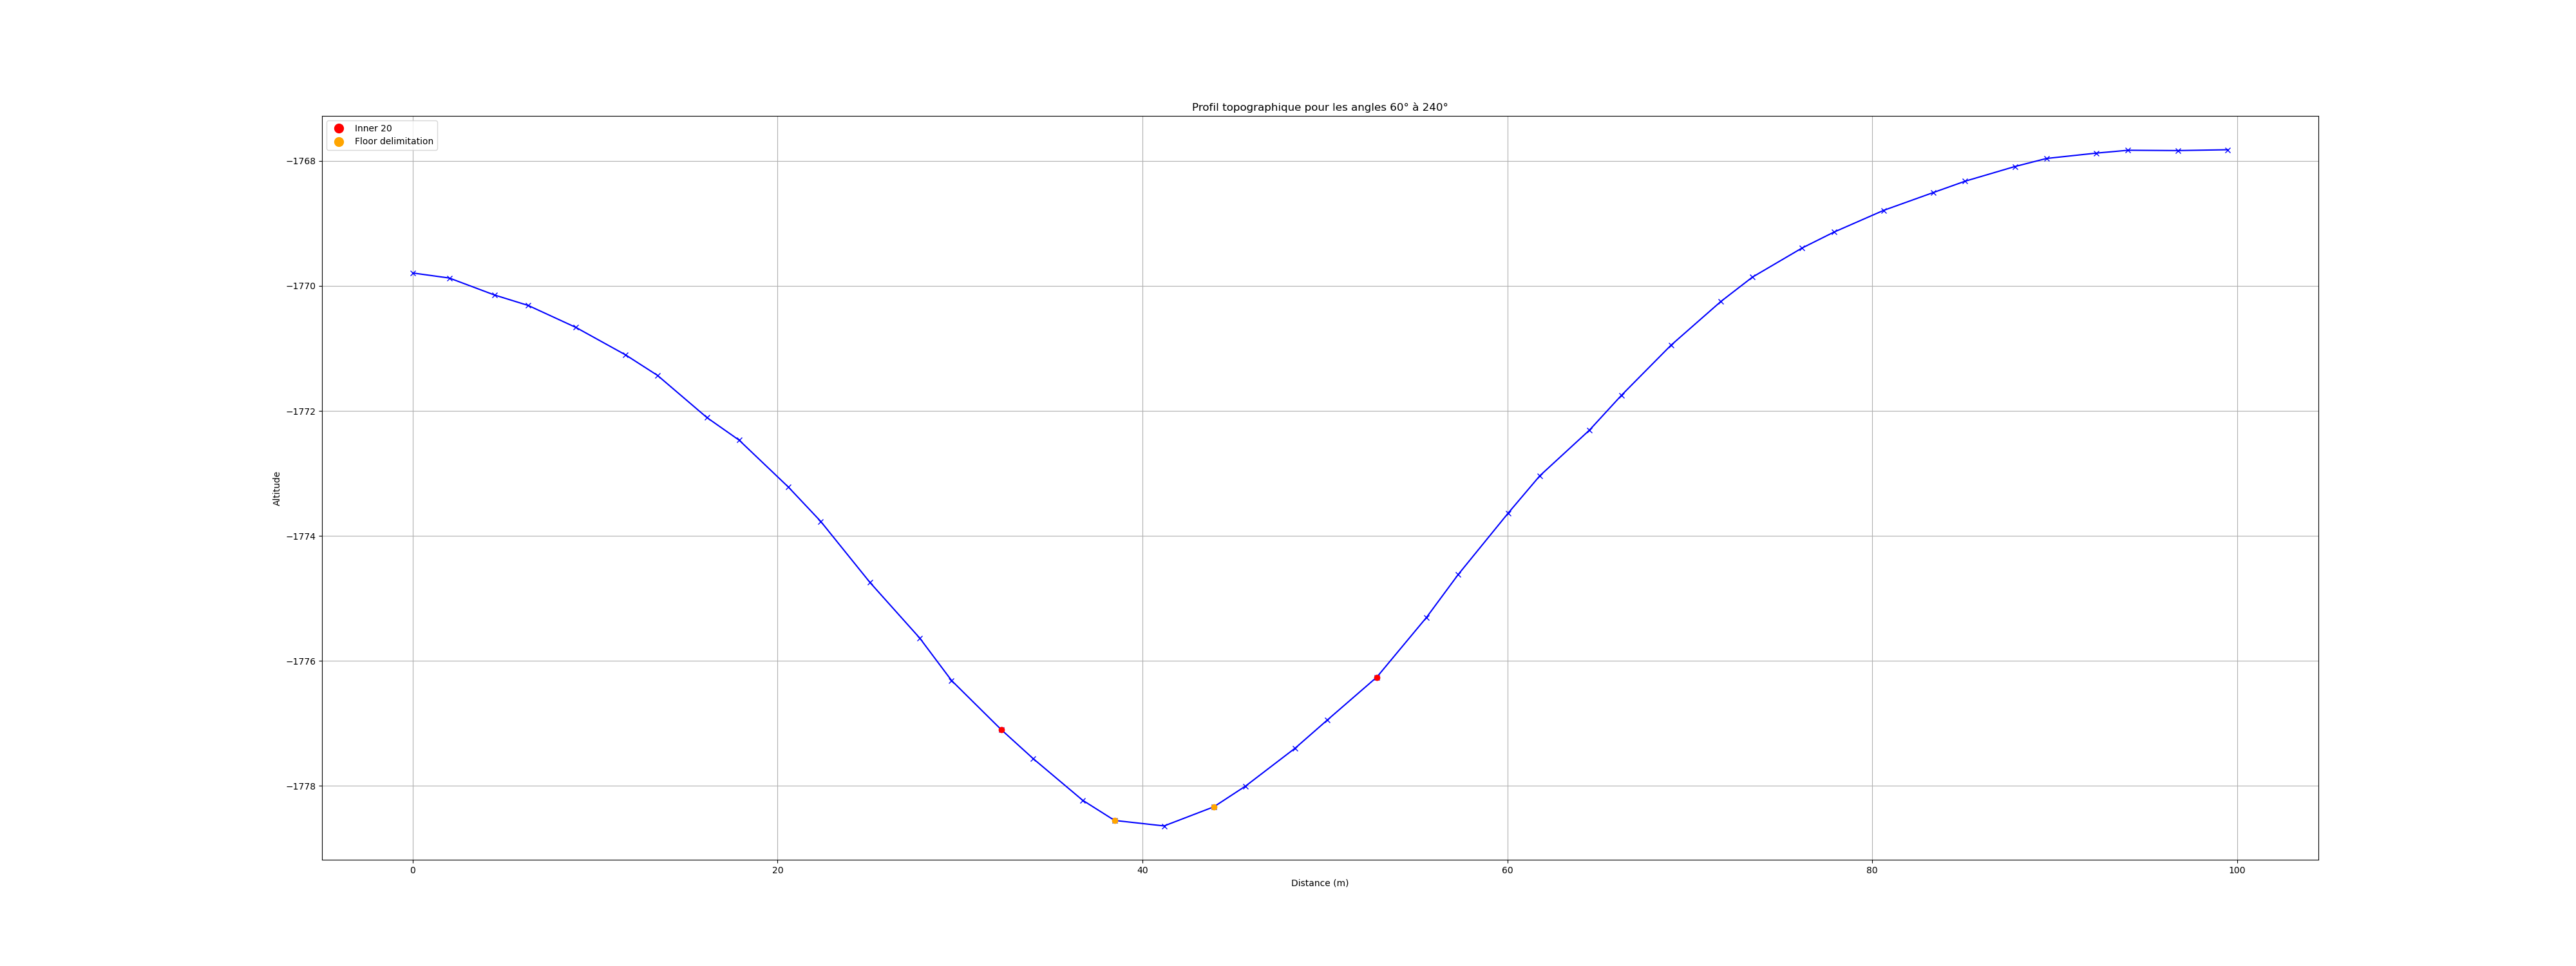 Profil topographique pour les angles 60° à 240°
Inner 20
Floor delimitation
−1768
−1770
−1772
−1774
−1776
−1778
Altitude
0
20
40
60
80
100
Distance (m)